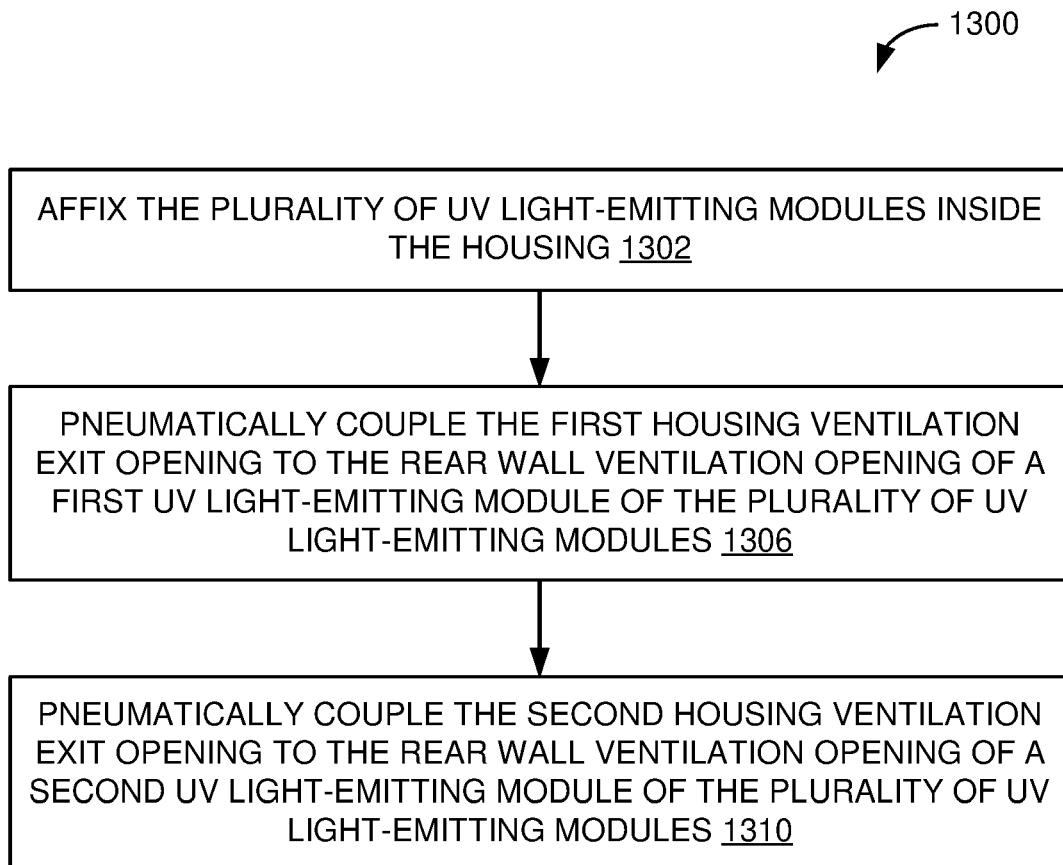 1300
AFFIX THE PLURALITY OF UV LIGHT-EMITTING MODULES INSIDE
THE HOUSING 1302
PNEUMATICALLY COUPLE THE FIRST HOUSING VENTILATION
EXIT OPENING TO THE REAR WALL VENTILATION OPENING OF A
FIRST UV LIGHT-EMITTING MODULE OF THE PLURALITY OF UV
LIGHT-EMITTING MODULES 1306
PNEUMATICALLY COUPLE THE SECOND HOUSING VENTILATION
EXIT OPENING TO THE REAR WALL VENTILATION OPENING OF A
SECOND UV LIGHT-EMITTING MODULE OF THE PLURALITY OF UV
LIGHT-EMITTING MODULES 1310